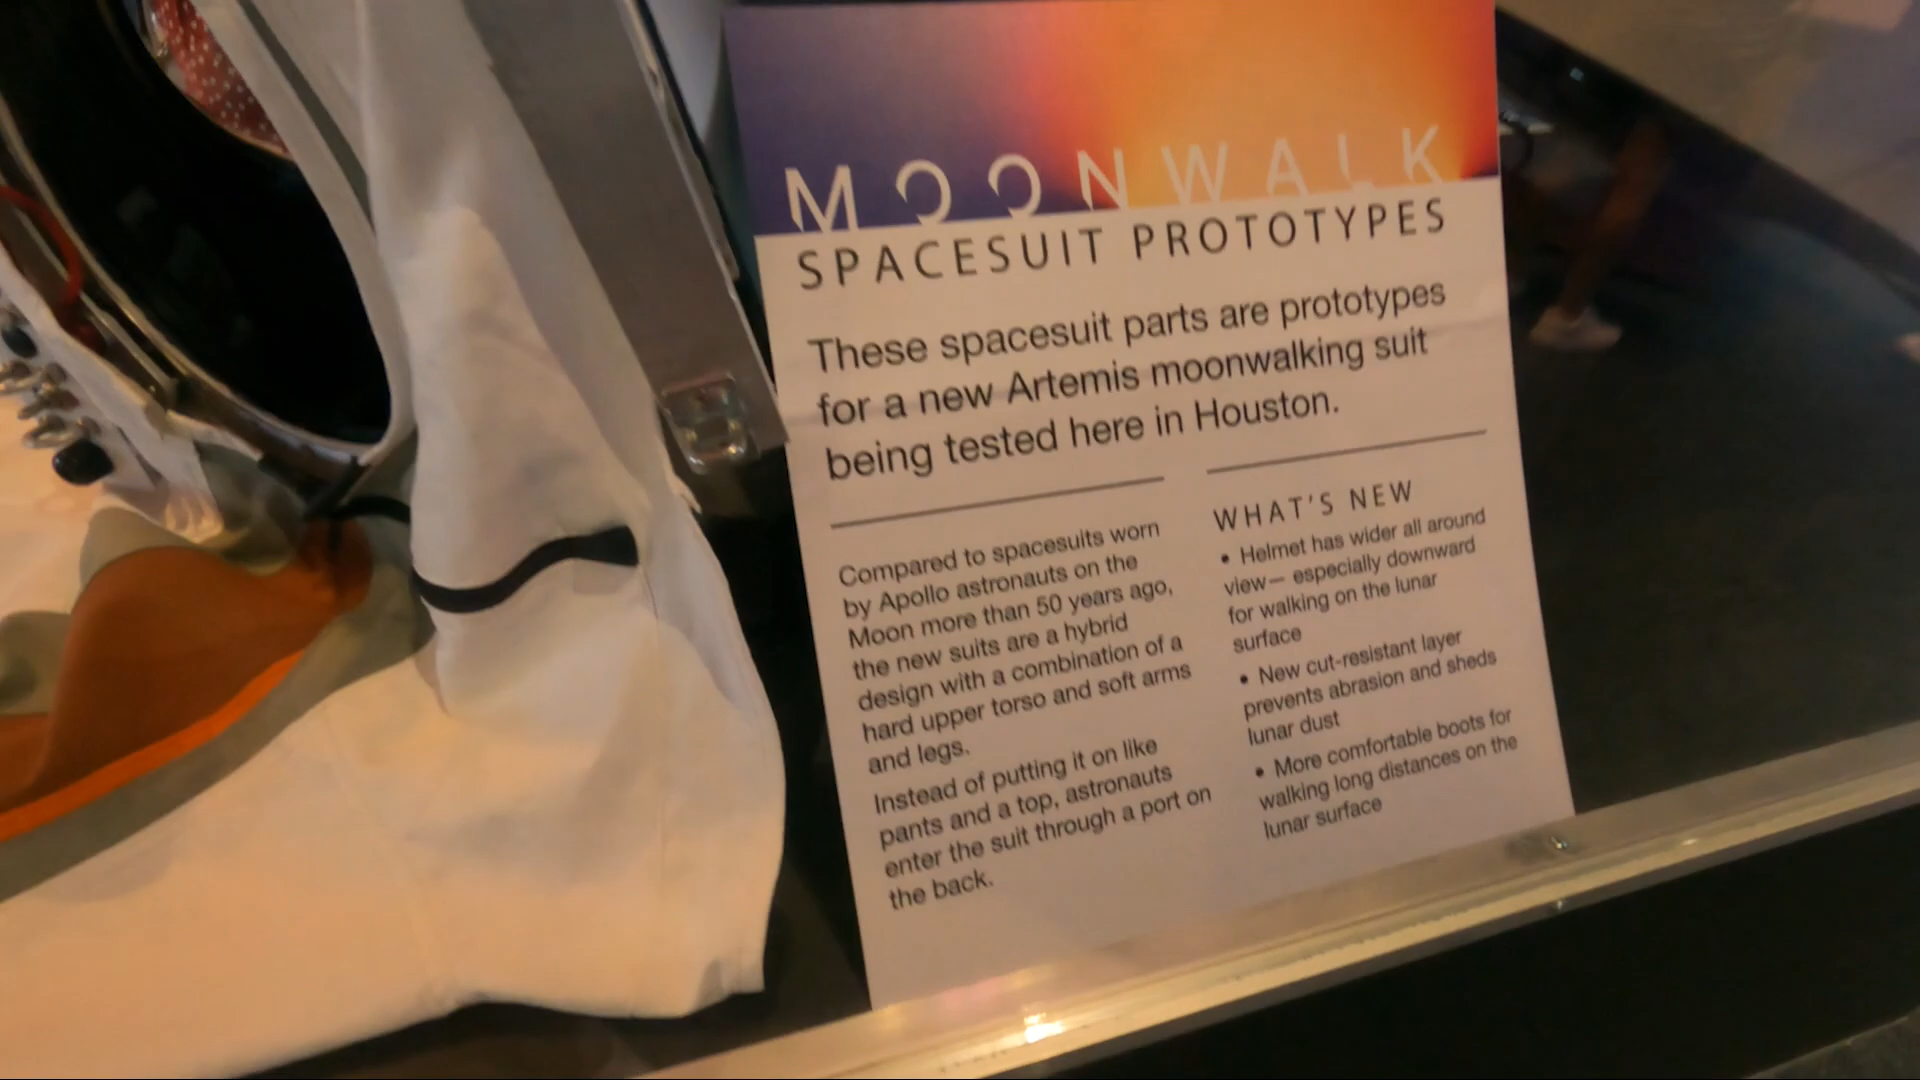 MOONWALK
SPACESUIT PROTOTYPES
These spacesuit parts are prototypes
for a new Artemis moonwalking suit
being tested here in Houston.
Compared to spacesuits worn
by Apollo astronauts on the
Moon more than 50 years ago,
the new suits are a hybrid
design with a combination of a
hard upper torso and soft arms
and legs.
Instead of putting it on like
pants and a top, astronauts
enter the suit through a port on
the back.
WHAT'S NEW
• Helmet has wider all around
view— especially downward
for walking on the lunar
surface
• New cut-resistant layer
prevents abrasion and sheds
lunar dust
• More comfortable boots for
walking long distances on the
lunar surface